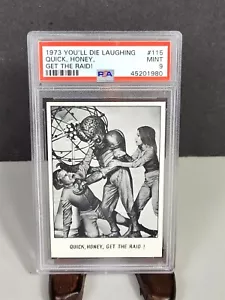 1973 YOU'LL DIE LAUGHING #115
QUICK, HONEY, MINT
GET THE RAID! 9
PSA 45201980
QUICK, HONEY, GET THE RAID !